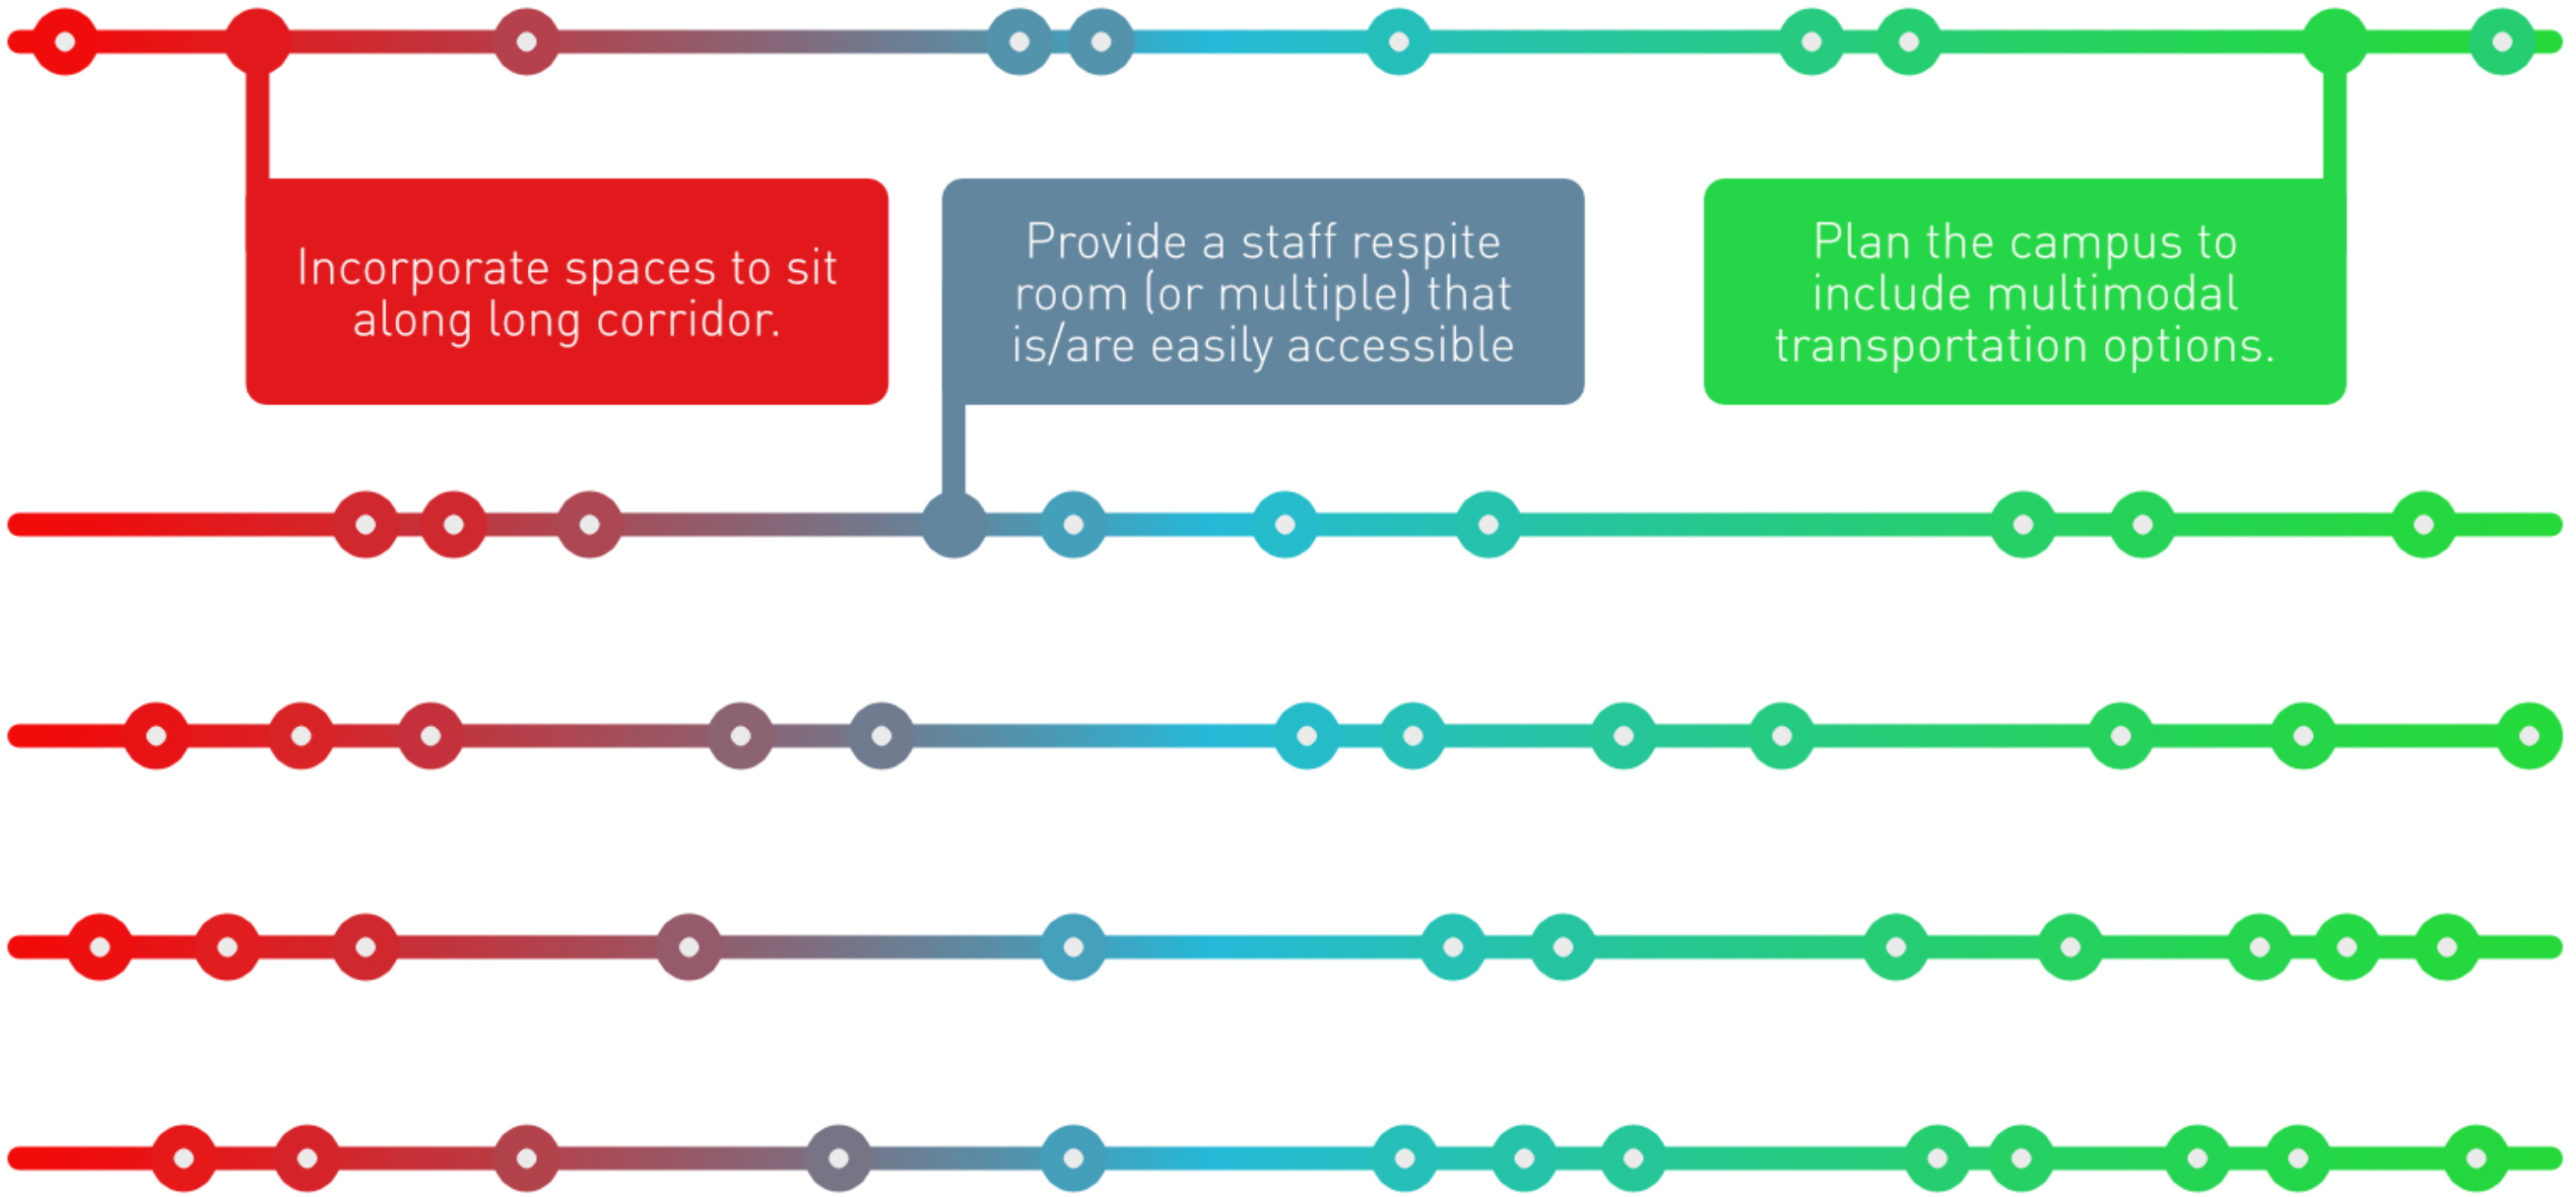 Incorporate spaces to sit
along long corridor.
Provide a staff respite
room (or multiple) that
is/are easily accessible
Plan the campus to
include multimodal
transportation options.